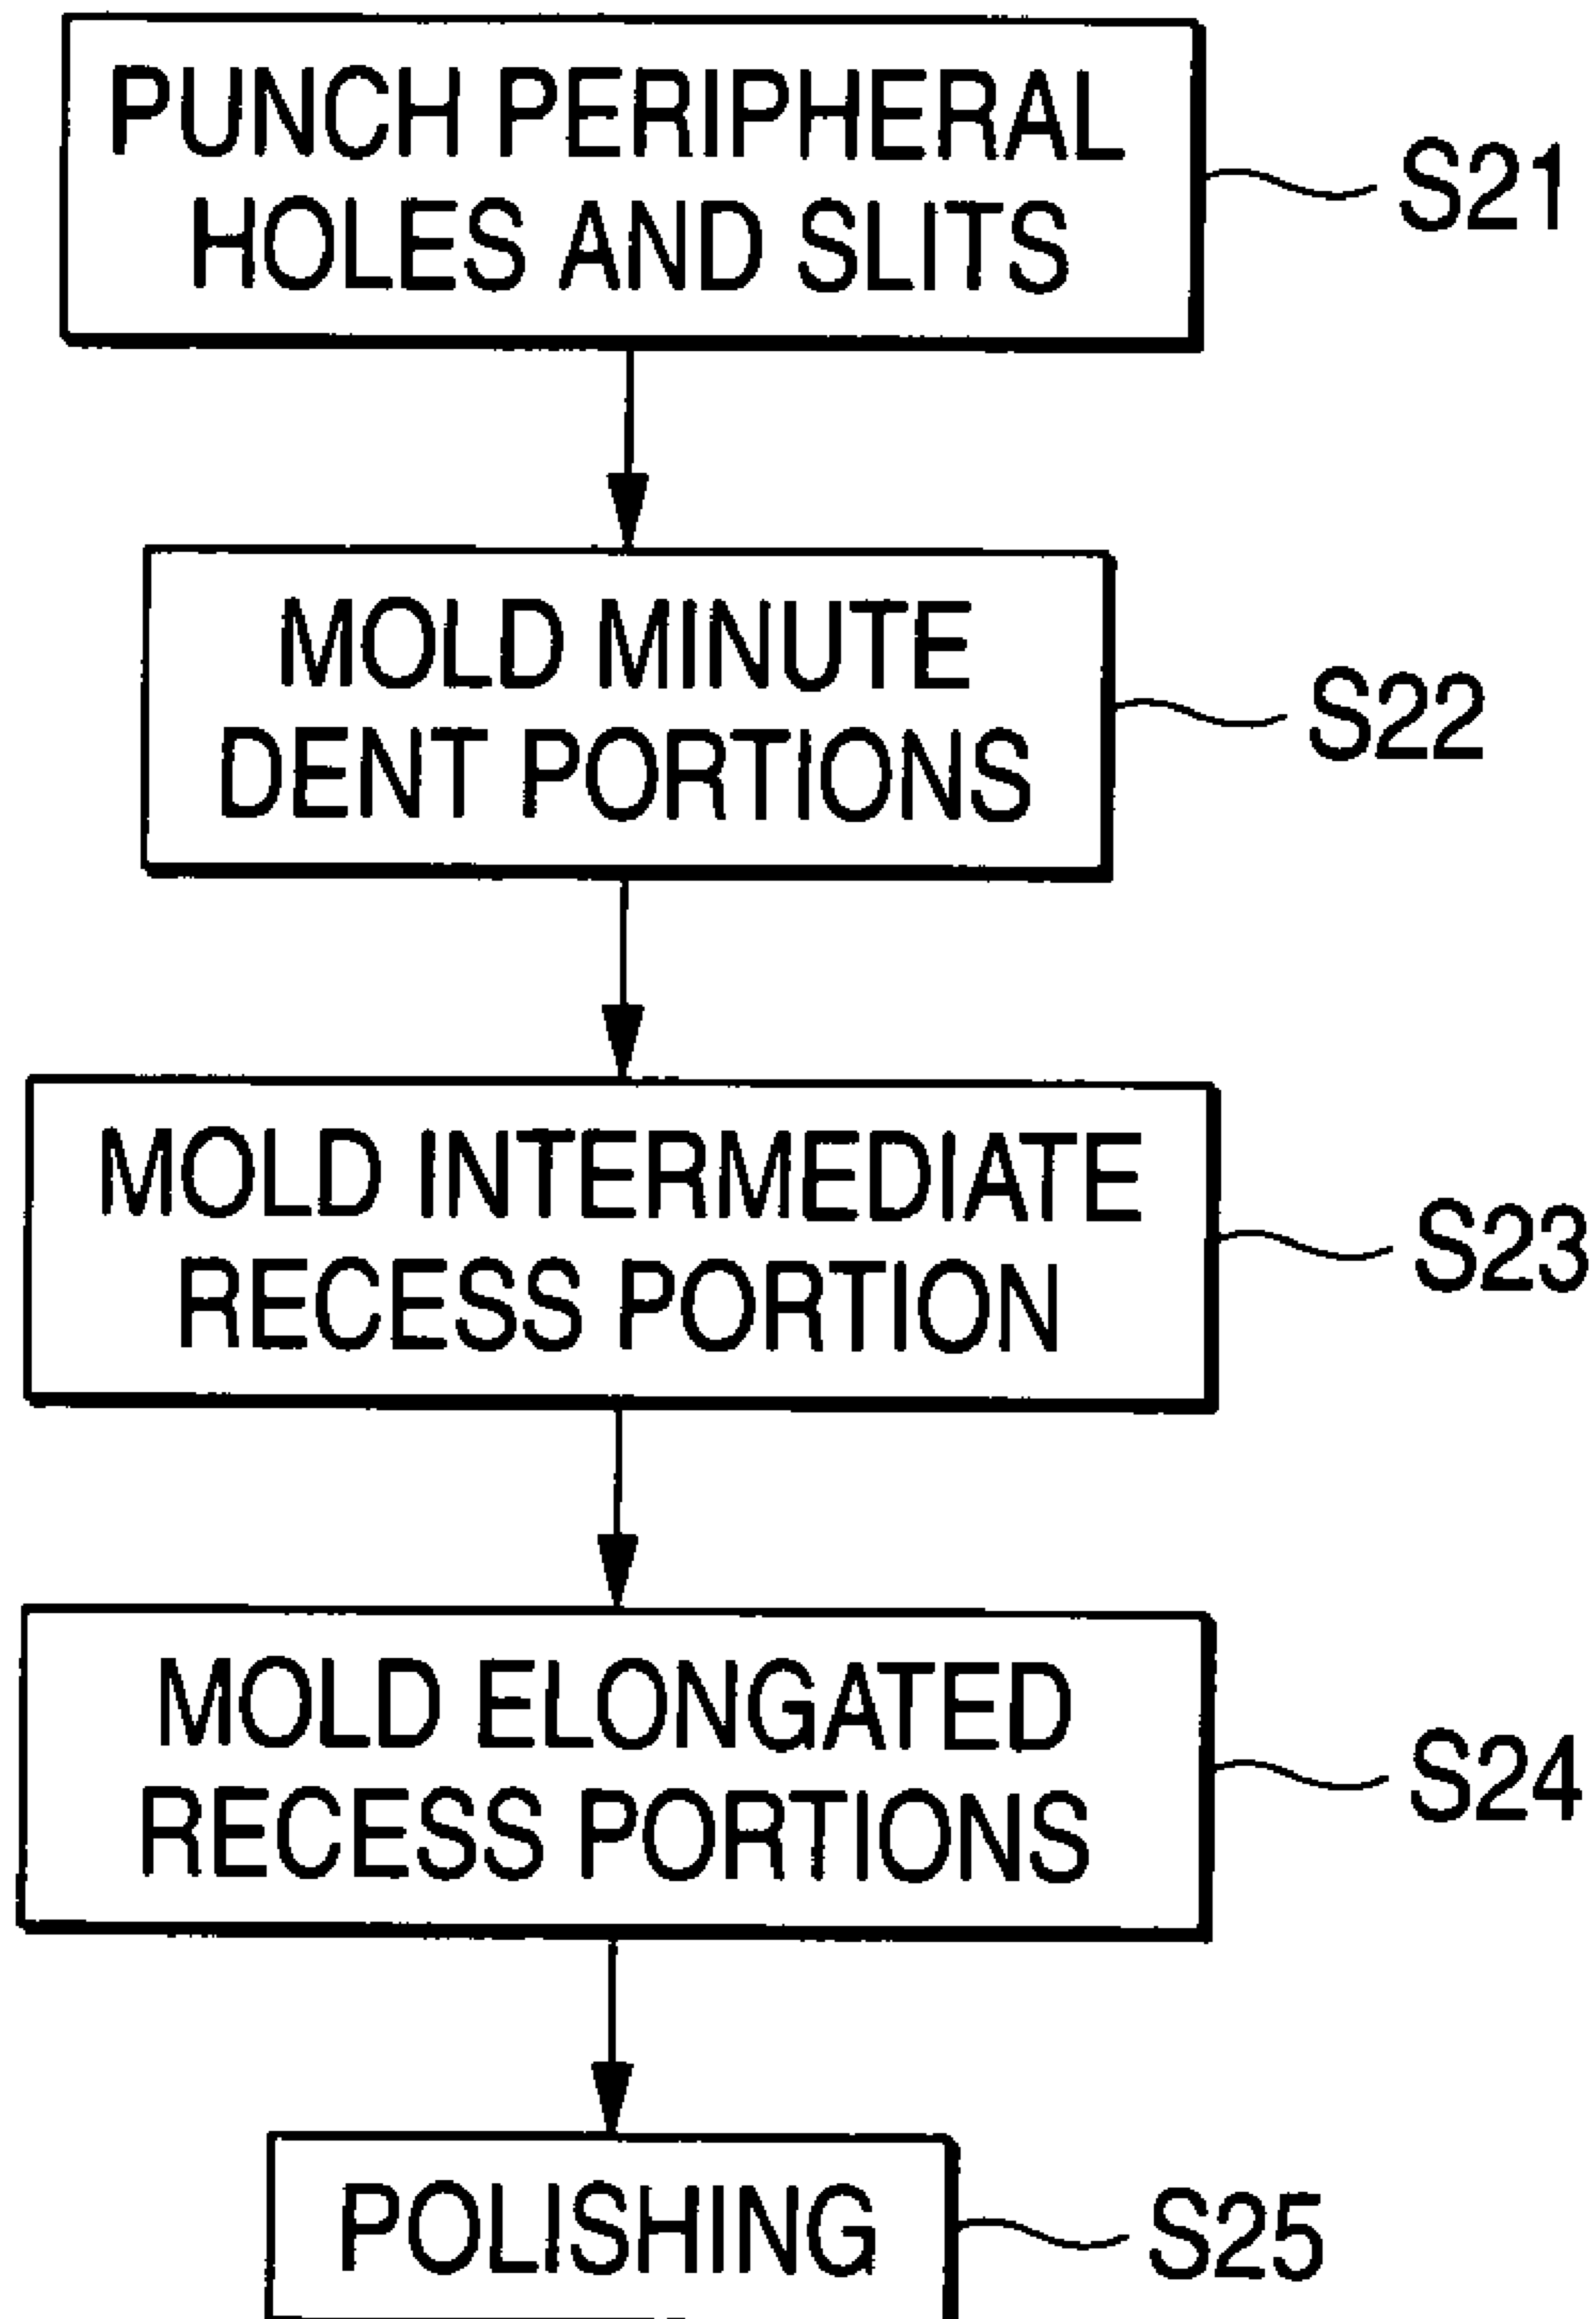 PUNCH PERIPHERAL
HOLES AND SLITS
S21
MOLD MINUTE
DENT PORTIONS
S22
MOLD INTERMEDIATE
RECESS PORTION
S23
MOLD ELONGATED
RECESS PORTIONS
S24
POLISHING
S25